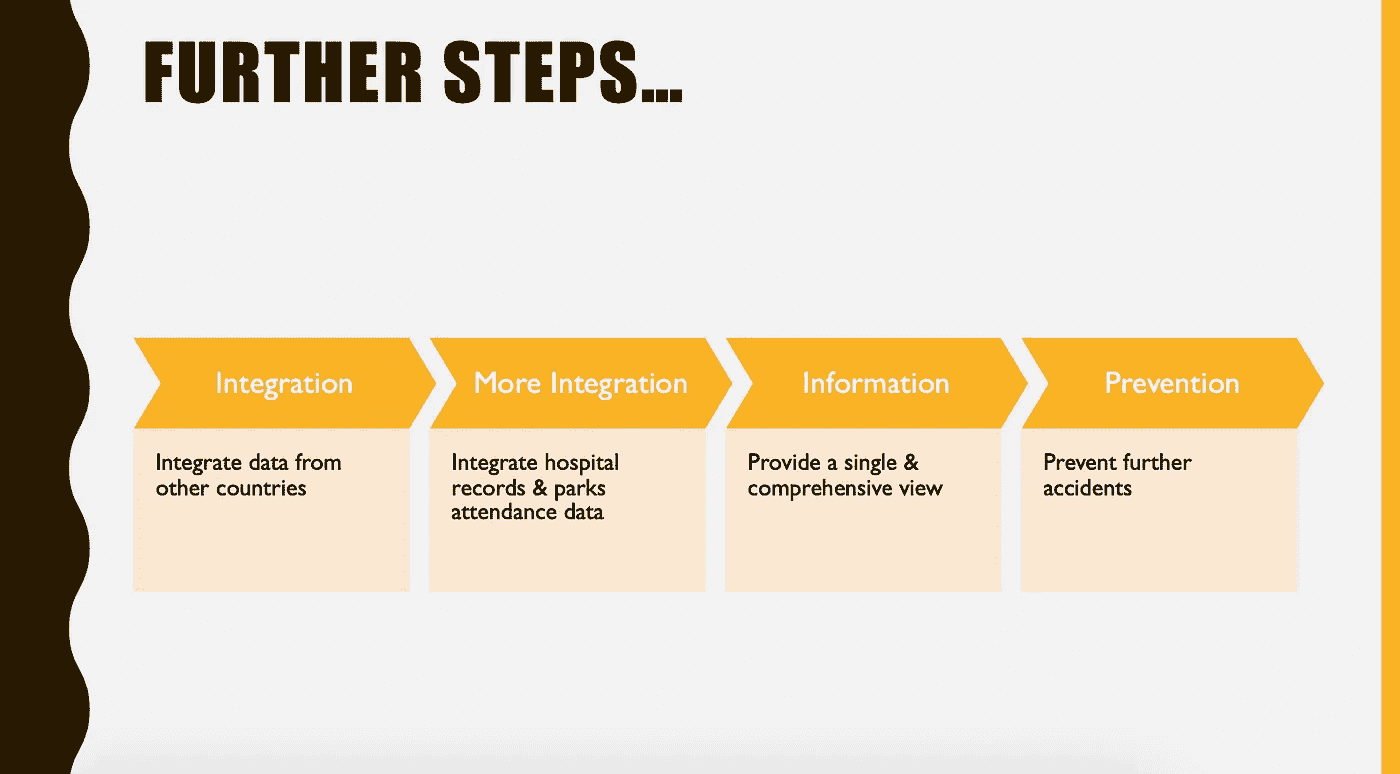 FURTHER STEPS...
Integration
Integrate data from
other countries
More Integration
Integrate hospital
records & parks
attendance data
Information
Provide a single &
comprehensive view
Prevention
Prevent further
accidents